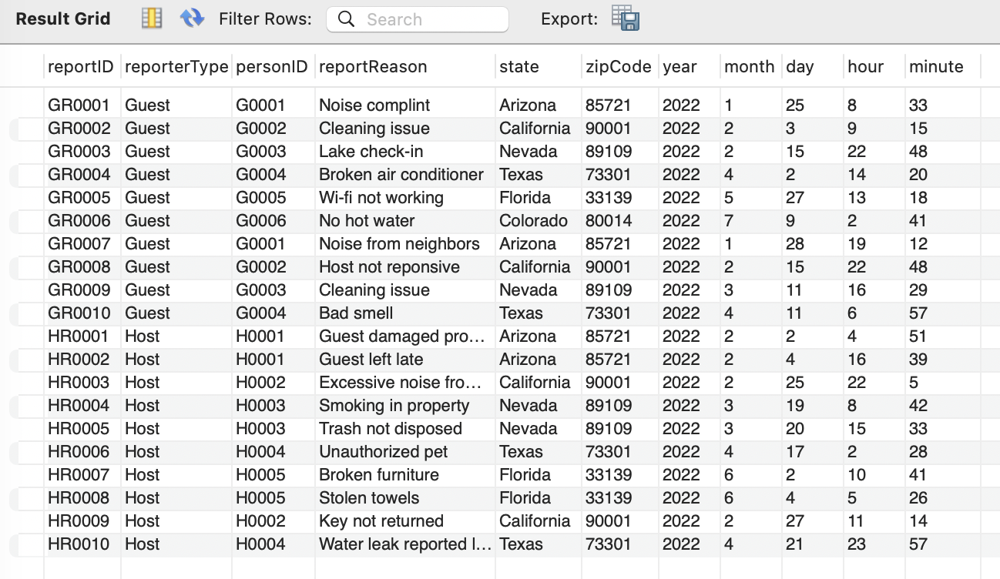 Result Grid Filter Rows: Search Export:
reportID reporterType personID reportReason state zipCode year month day hour minute
GR0001 Guest G0001 Noise complint Arizona 85721 2022 1 25 8 33
GR0002 Guest G0002 Cleaning issue California 90001 2022 2 3 9 15
GR0003 Guest G0003 Lake check-in Nevada 89109 2022 2 15 22 48
GR0004 Guest G0004 Broken air conditioner Texas 73301 2022 4 2 14 20
GR0005 Guest G0005 Wi-fi not working Florida 33139 2022 5 27 13 18
GR0006 Guest G0006 No hot water Colorado 80014 2022 7 9 2 41
GR0007 Guest G0001 Noise from neighbors Arizona 85721 2022 1 28 19 12
GR0008 Guest G0002 Host not reponsive California 90001 2022 2 15 22 48
GR0009 Guest G0003 Cleaning issue Nevada 89109 2022 3 11 16 29
GR0010 Guest G0004 Bad smell Texas 73301 2022 4 11 6 57
HR0001 Host H0001 Guest damaged pro... Arizona 85721 2022 2 2 4 51
HR0002 Host H0001 Guest left late Arizona 85721 2022 2 4 16 39
HR0003 Host H0002 Excessive noise fro... California 90001 2022 2 25 22 5
HR0004 Host H0003 Smoking in property Nevada 89109 2022 3 19 8 42
HR0005 Host H0003 Trash not disposed Nevada 89109 2022 3 20 15 33
HR0006 Host H0004 Unauthorized pet Texas 73301 2022 4 17 2 28
HR0007 Host H0005 Broken furniture Florida 33139 2022 6 2 10 41
HR0008 Host H0005 Stolen towels Florida 33139 2022 6 4 5 26
HR0009 Host H0002 Key not returned California 90001 2022 2 27 11 14
HR0010 Host H0004 Water leak reported l... Texas 73301 2022 4 21 23 57